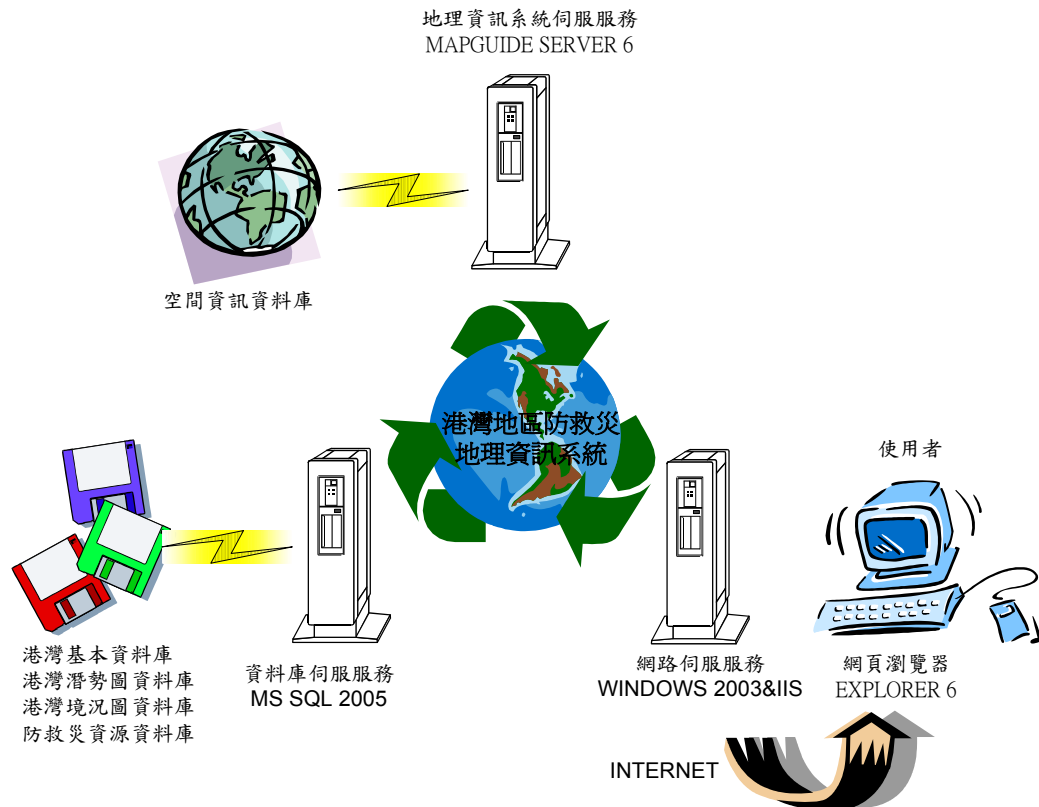 地理資訊系統伺服服務
MAPGUIDE SERVER 6
空間資訊資料庫
港灣地區防救災
地理資訊系統
使用者
港灣基本資料庫
港灣潛勢圖資料庫
港灣境況圖資料庫
防救災資源資料庫
資料庫伺服服務
MS SQL 2005
網路伺服服務
WINDOWS 2003&IIS
網頁瀏覽器
EXPLORER 6
INTERNET